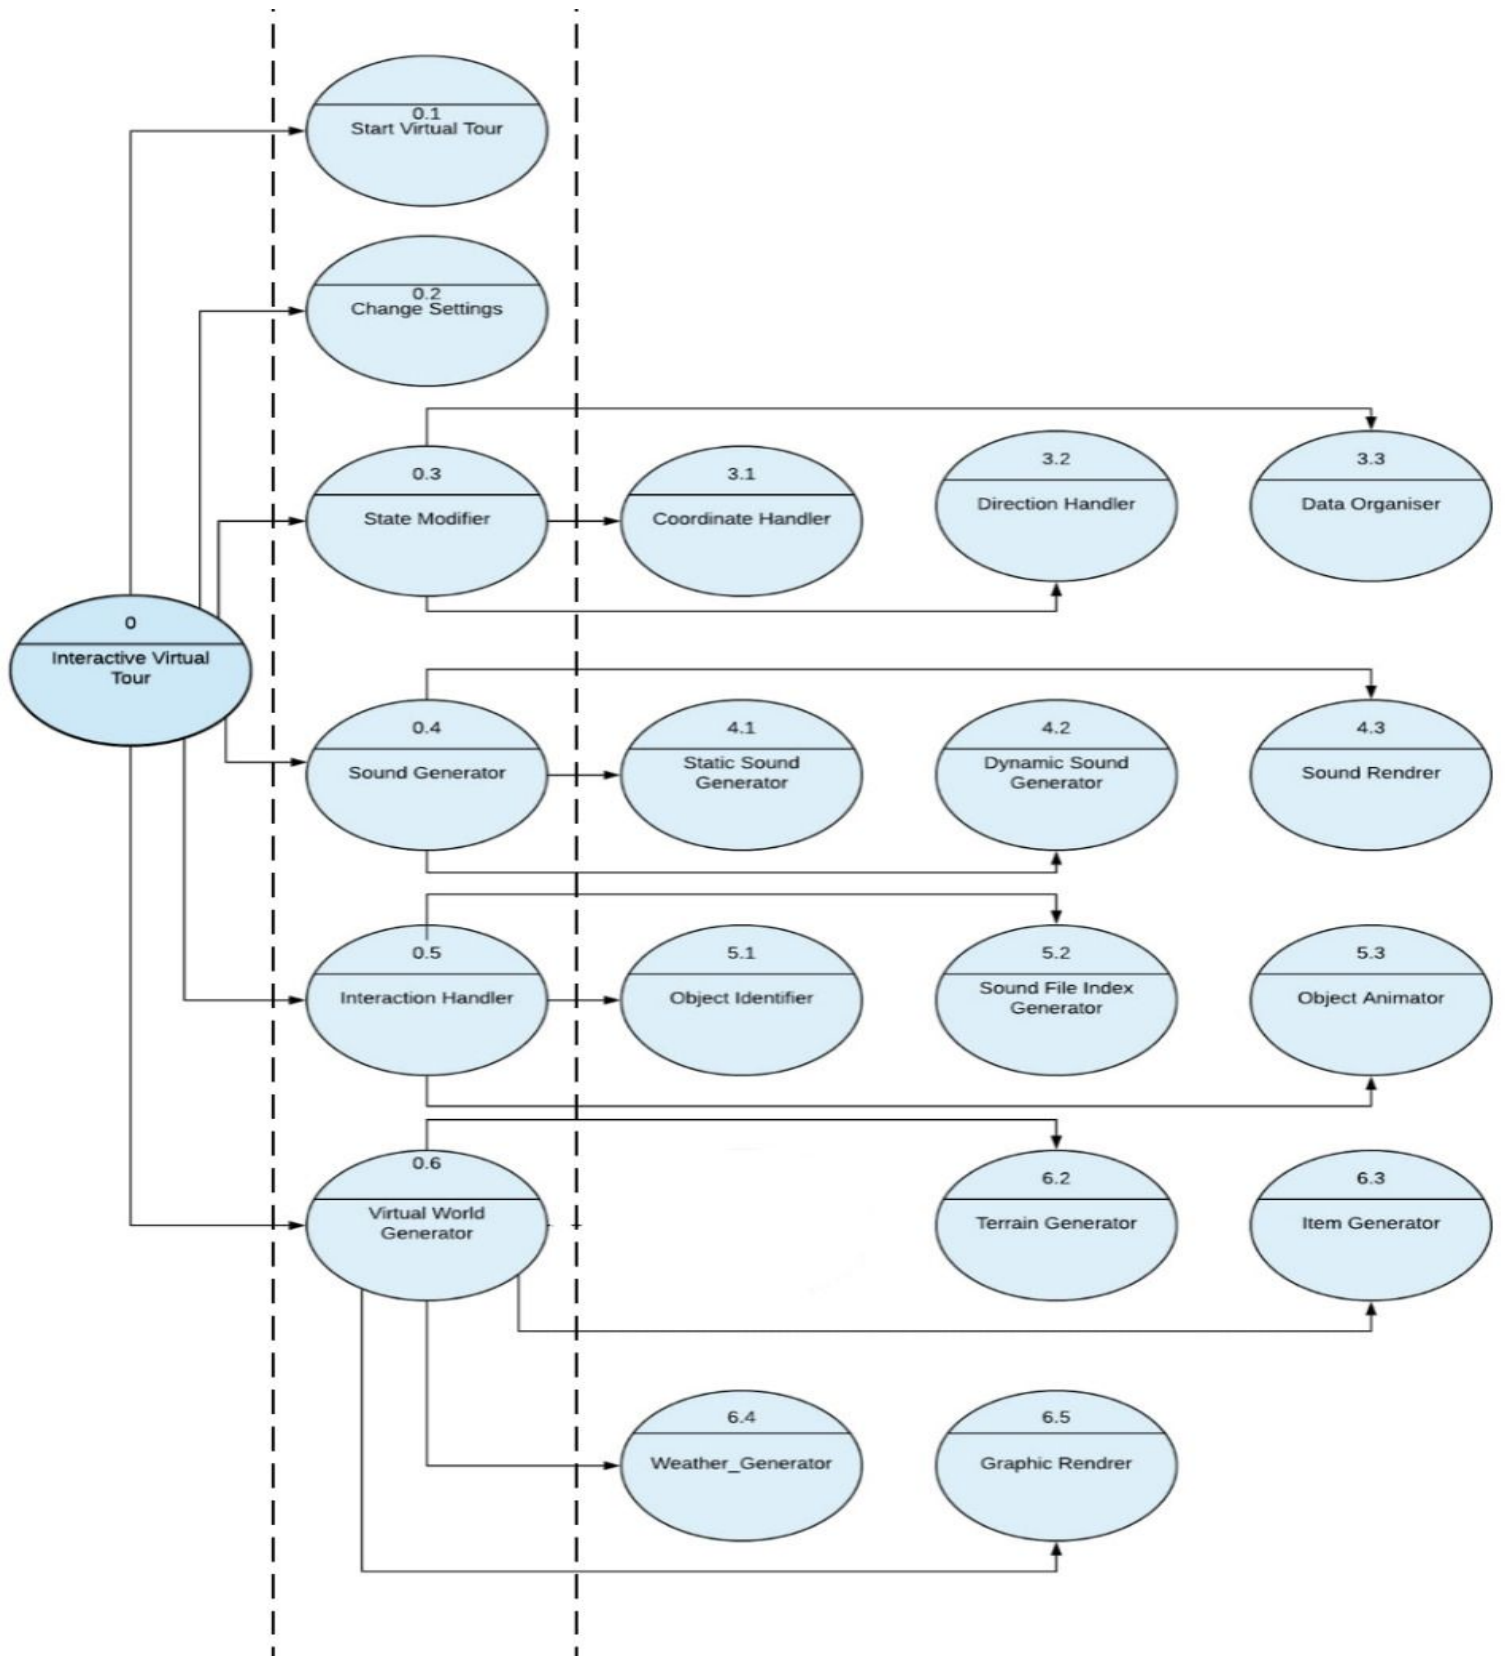 0.1
Start Virtual Tour
0.2
Change Settings
0.3
State Modifier
3.1
Coordinate Handler
3.2
Direction Handler
3.3
Data Organiser
0
Interactive Virtual
Tour
0.4
Sound Generator
4.1
Static Sound
Generator
4.2
Dynamic Sound
Generator
4.3
Sound Rendrer
0.5
Interaction Handler
5.1
Object Identifier
5.2
Sound File Index
Generator
5.3
Object Animator
0.6
Virtual World
Generator
6.2
Terrain Generator
6.3
Item Generator
6.4
Weather_Generator
6.5
Graphic Rendrer